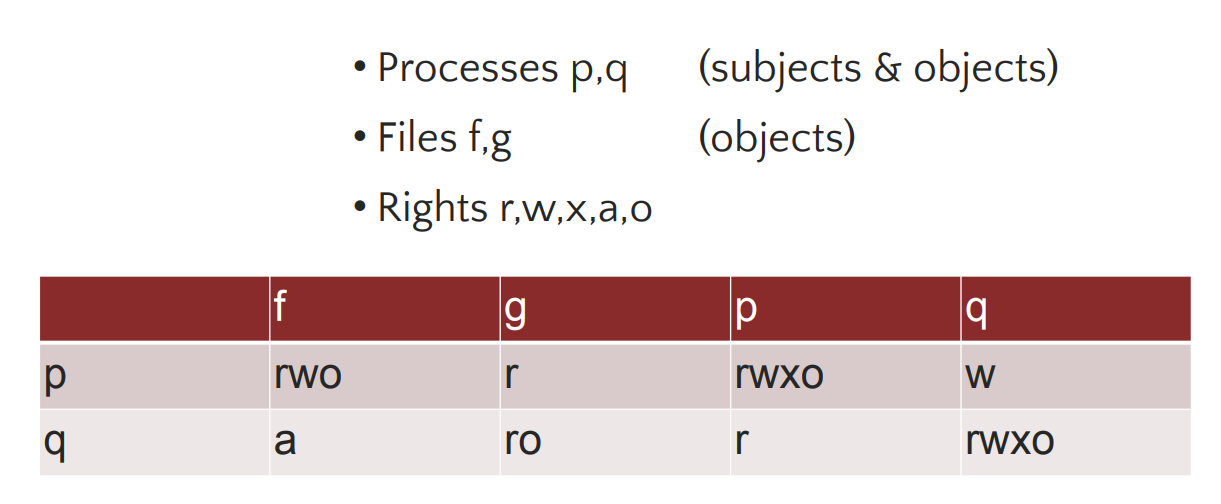 • Processes p,q (subjects & objects)
• Files f,g (objects)
• Rights r,w,x,a,o
f g p q
p rwo r rwxo w
q a ro r rwxo